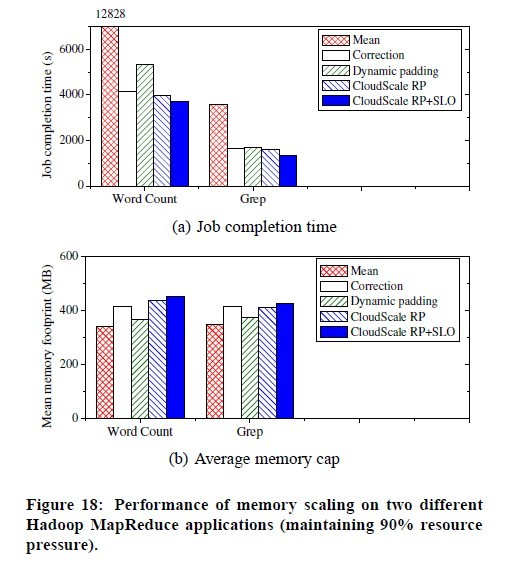 12828
6000
4000
2000
0
Job completion time (s)
Mean
Correction
Dynamic padding
CloudScale RP
CloudScale RP+SLO
Word Count Grep
(a) Job completion time
600
400
200
0
Mean memory footprint (MB)
Mean
Correction
Dynamic padding
CloudScale RP
CloudScale RP+SLO
Word Count Grep
(b) Average memory cap
Figure 18: Performance of memory scaling on two different
Hadoop MapReduce applications (maintaining 90% resource
pressure).